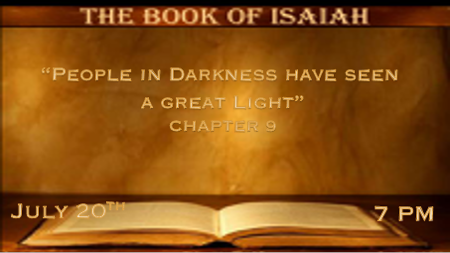 THE BOOK OF ISAIAH
“PEOPLE IN DARKNESS HAVE SEEN
A GREAT LIGHT”
CHAPTER 9
JULY 20TH
7 PM